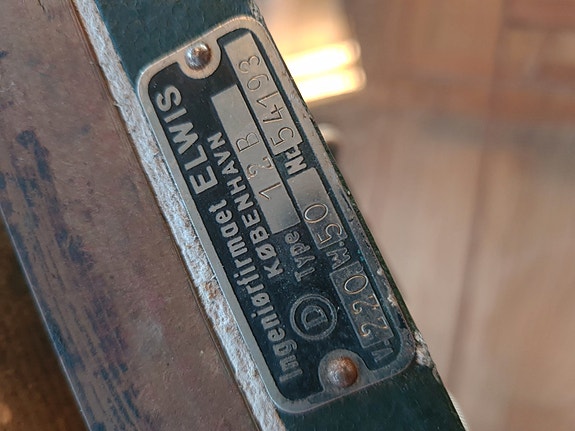 Ingeniørfirmaet ELWIS
KØBENHAVN
D Type 12 B
W.50 Nr. 54193
V. 220